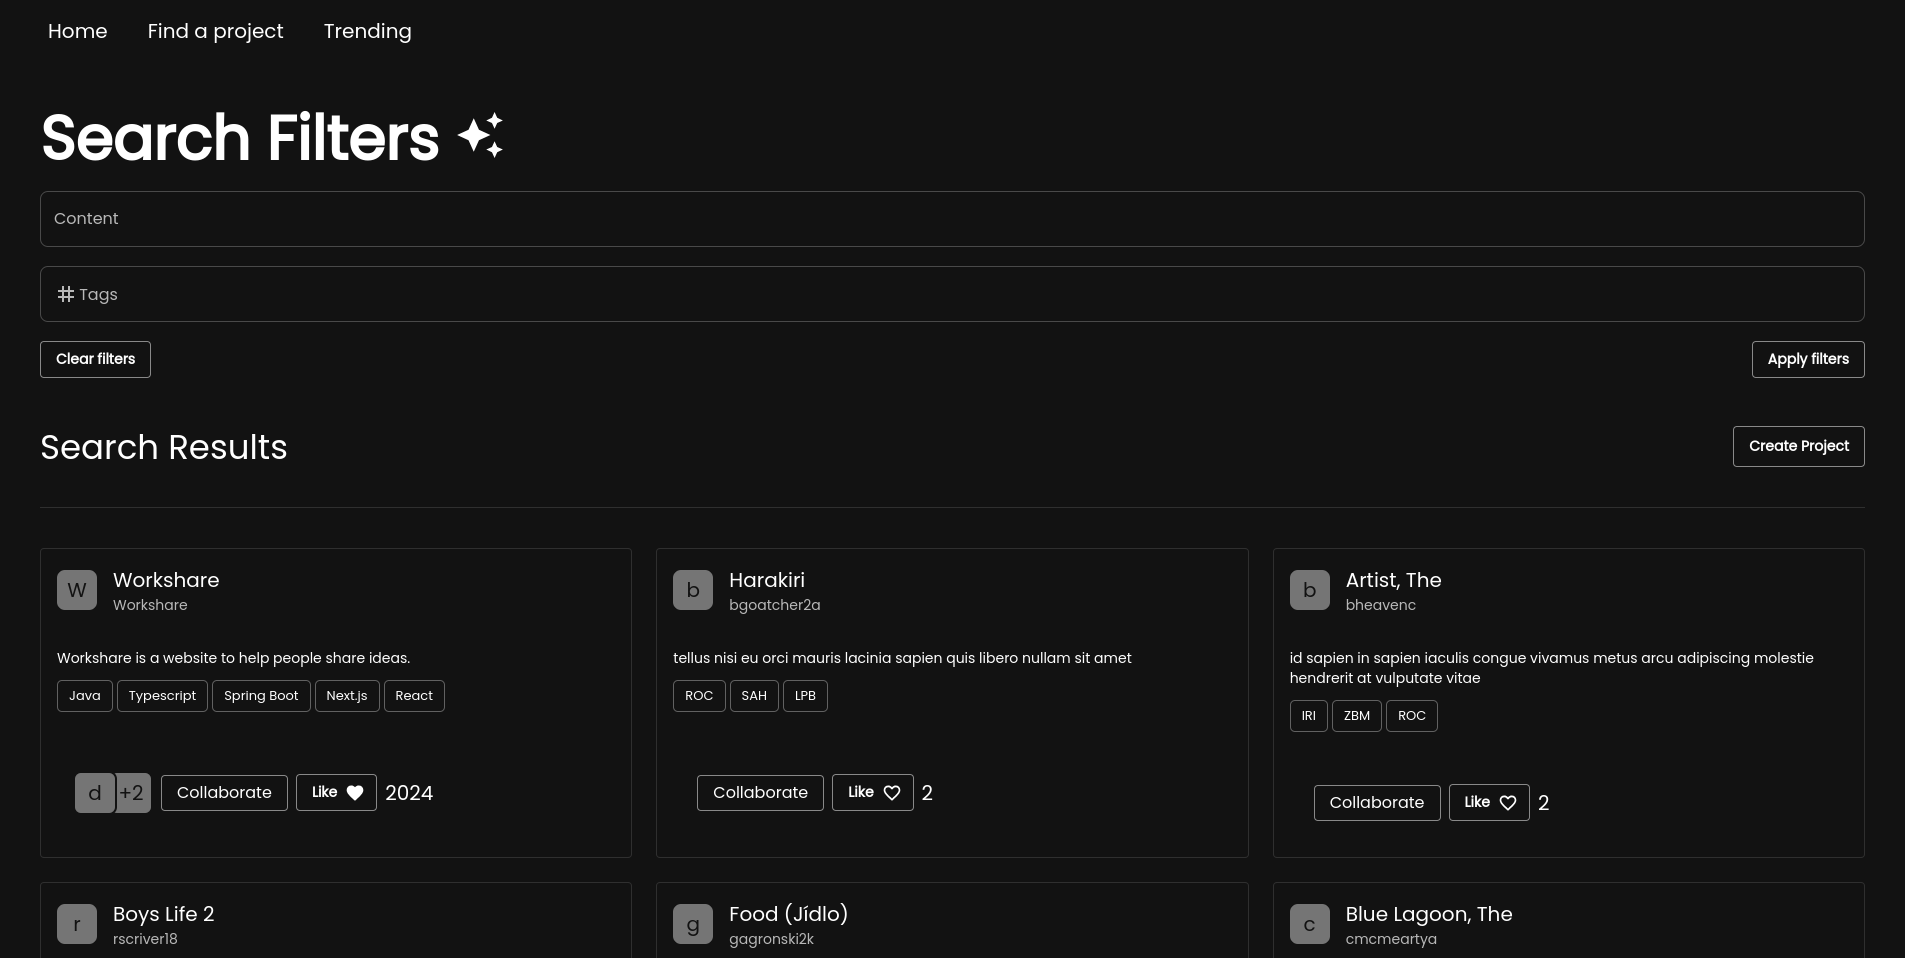 Home Find a project Trending
Search Filters
Content
Tags
Clear filters Apply filters
Search Results Create Project
W Workshare
Workshare
Workshare is a website to help people share ideas.
Java Typescript Spring Boot Next.js React
d +2 Collaborate Like 2024
b Harakiri
bgoatcher2a
tellus nisi eu orci mauris lacinia sapien quis libero nullam sit amet
ROC SAH LPB
Collaborate Like 2
b Artist, The
bheavenc
id sapien in sapien iaculis congue vivamus metus arcu adipiscing molestie
hendrerit at vulputate vitae
IRI ZBM ROC
Collaborate Like 2
r Boys Life 2
rscriver18
g Food (Jídlo)
gagronski2k
c Blue Lagoon, The
cmcmeartya